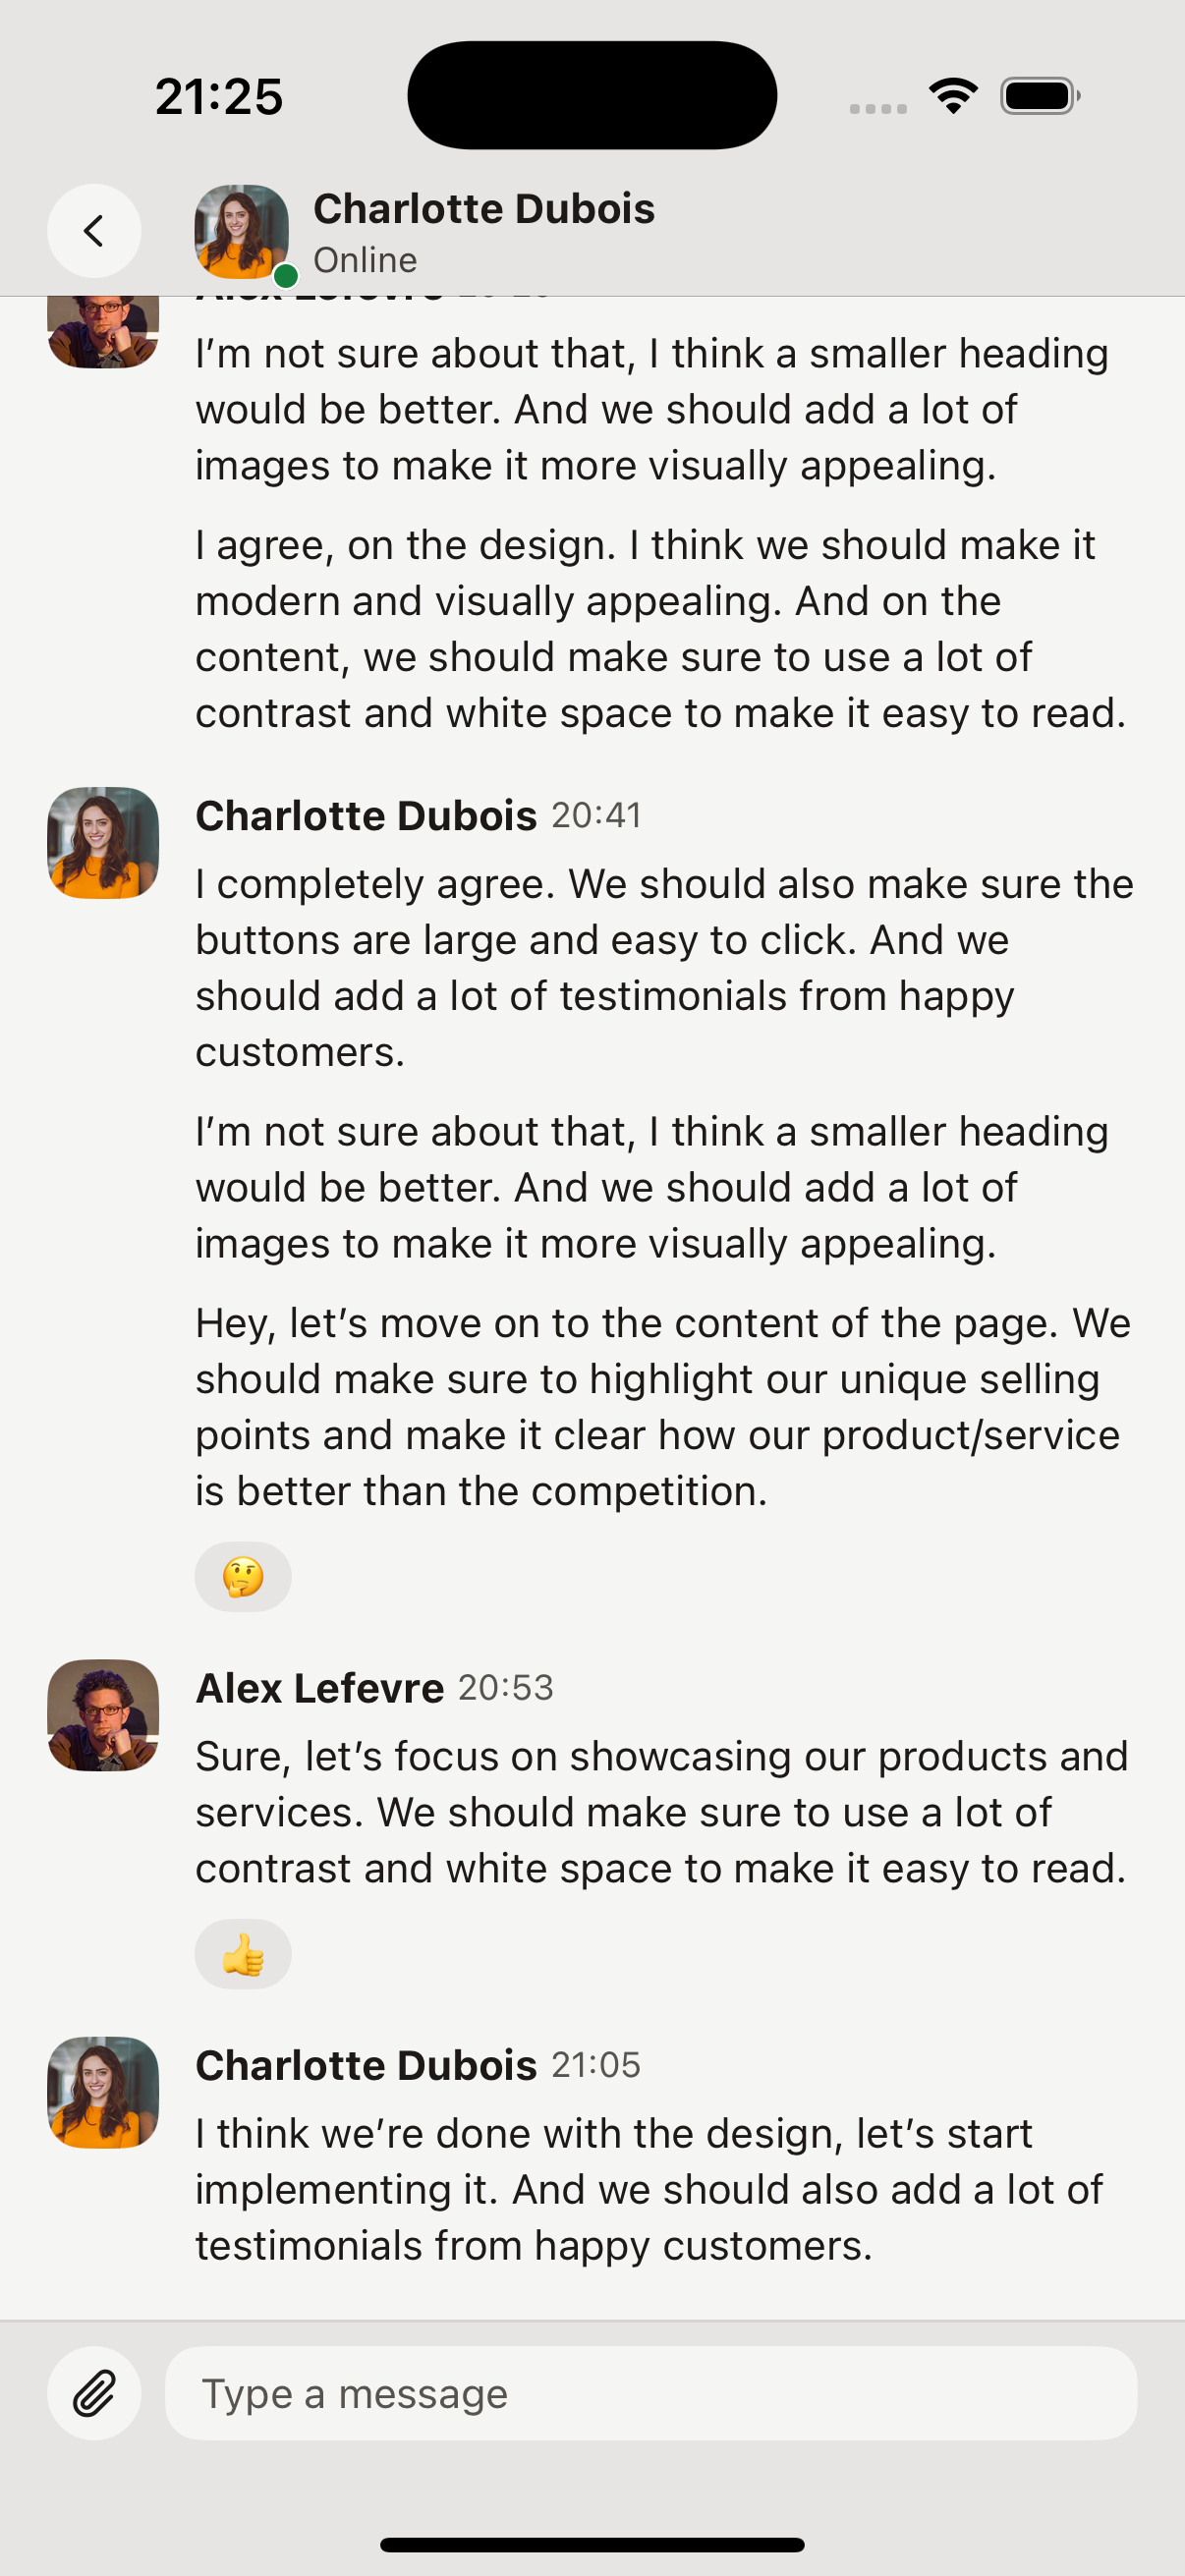 21:25
Charlotte Dubois
Online
I’m not sure about that, I think a smaller heading
would be better. And we should add a lot of
images to make it more visually appealing.
I agree, on the design. I think we should make it
modern and visually appealing. And on the
content, we should make sure to use a lot of
contrast and white space to make it easy to read.
Charlotte Dubois 20:41
I completely agree. We should also make sure the
buttons are large and easy to click. And we
should add a lot of testimonials from happy
customers.
I’m not sure about that, I think a smaller heading
would be better. And we should add a lot of
images to make it more visually appealing.
Hey, let’s move on to the content of the page. We
should make sure to highlight our unique selling
points and make it clear how our product/service
is better than the competition.
🤔
Alex Lefevre 20:53
Sure, let’s focus on showcasing our products and
services. We should make sure to use a lot of
contrast and white space to make it easy to read.
👍
Charlotte Dubois 21:05
I think we’re done with the design, let’s start
implementing it. And we should also add a lot of
testimonials from happy customers.
Type a message